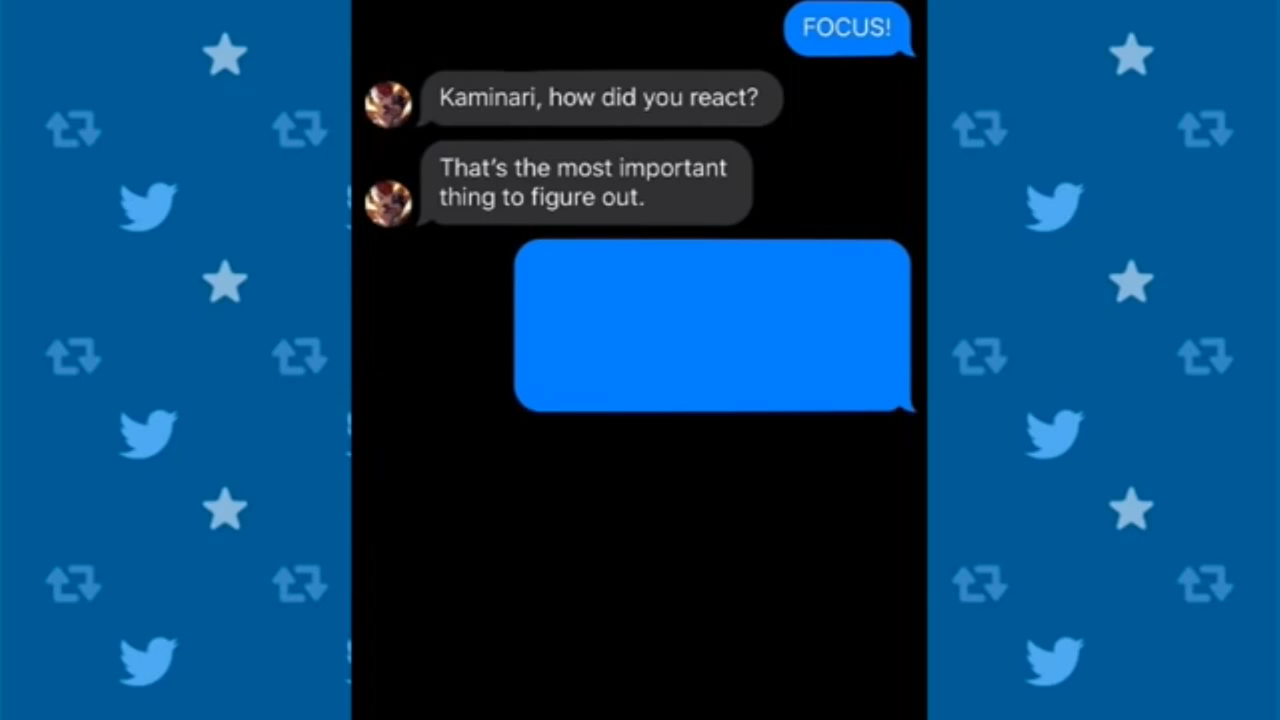 FOCUS!
Kaminari, how did you react?
That's the most important
thing to figure out.